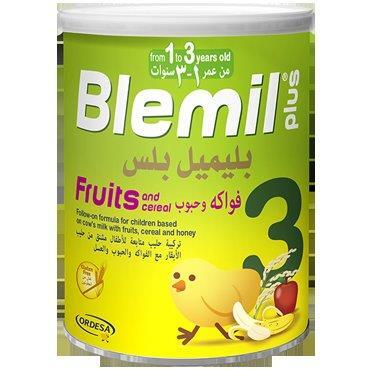 from 1 to 3 years old
من عمر ١-٣ سنوات
Blemil® plus
بليميل بلس
Fruits and cereal فواكه وحبوب 3
Follow-on formula for children based
on cow's milk with fruits, cereal and honey
تركيبة حليب متابعة للأطفال مشتق من حليب
الأبقار مع الفواكه والحبوب والعسل
Gluten Free
ORDESA